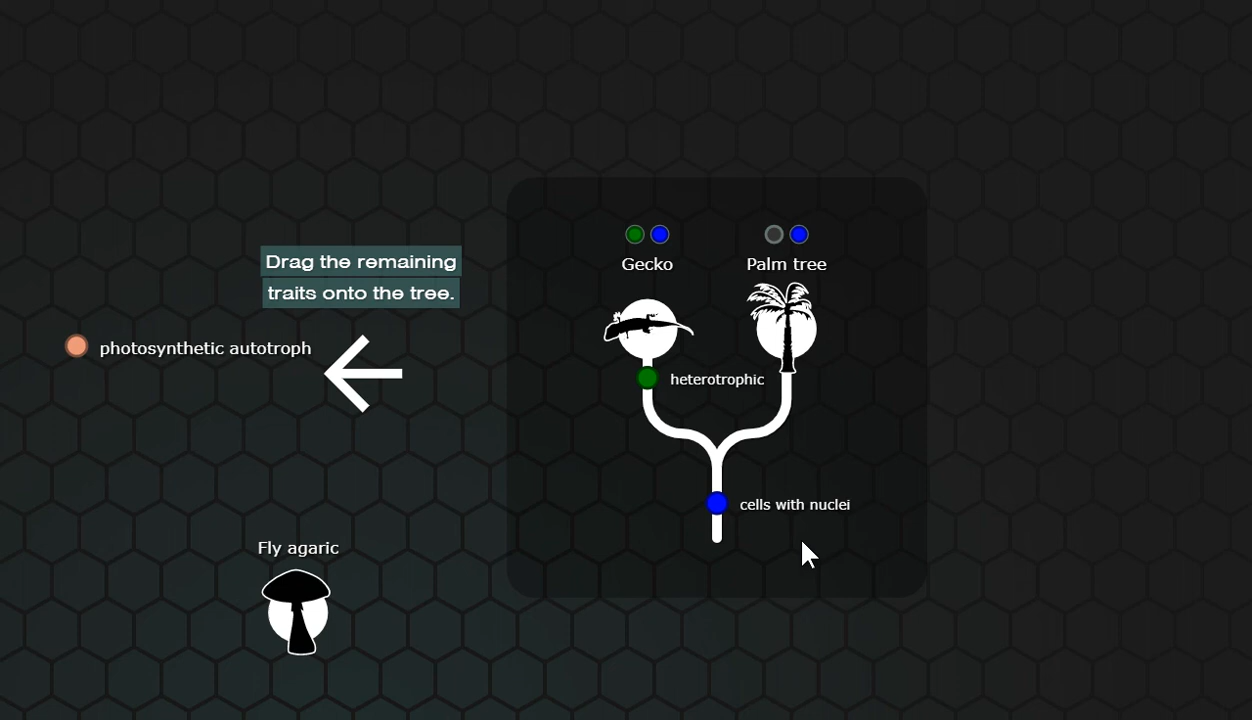 Gecko
Palm tree
Drag the remaining
traits onto the tree.
photosynthetic autotroph
heterotrophic
cells with nuclei
Fly agaric